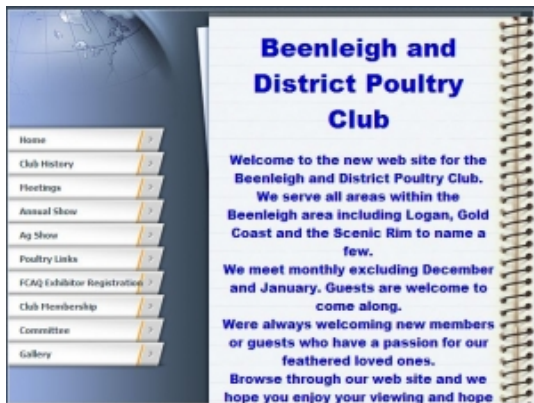 Beenleigh and
District Poultry
Club
Home
Club History
Meetings
Annual Show
Ag Show
Poultry Links
FCAQ Exhibitor Registration
Club Membership
Committee
Gallery
Welcome to the new web site for the
Beenleigh and District Poultry Club.
We serve all areas within the
Beenleigh area including Logan, Gold
Coast and the Scenic Rim to name a
few.
We meet monthly excluding December
and January. Guests are welcome to
come along.
Were always welcoming new members
or guests who have a passion for our
feathered loved ones.
Browse through our web site and we
hope you enjoy your viewing and hope